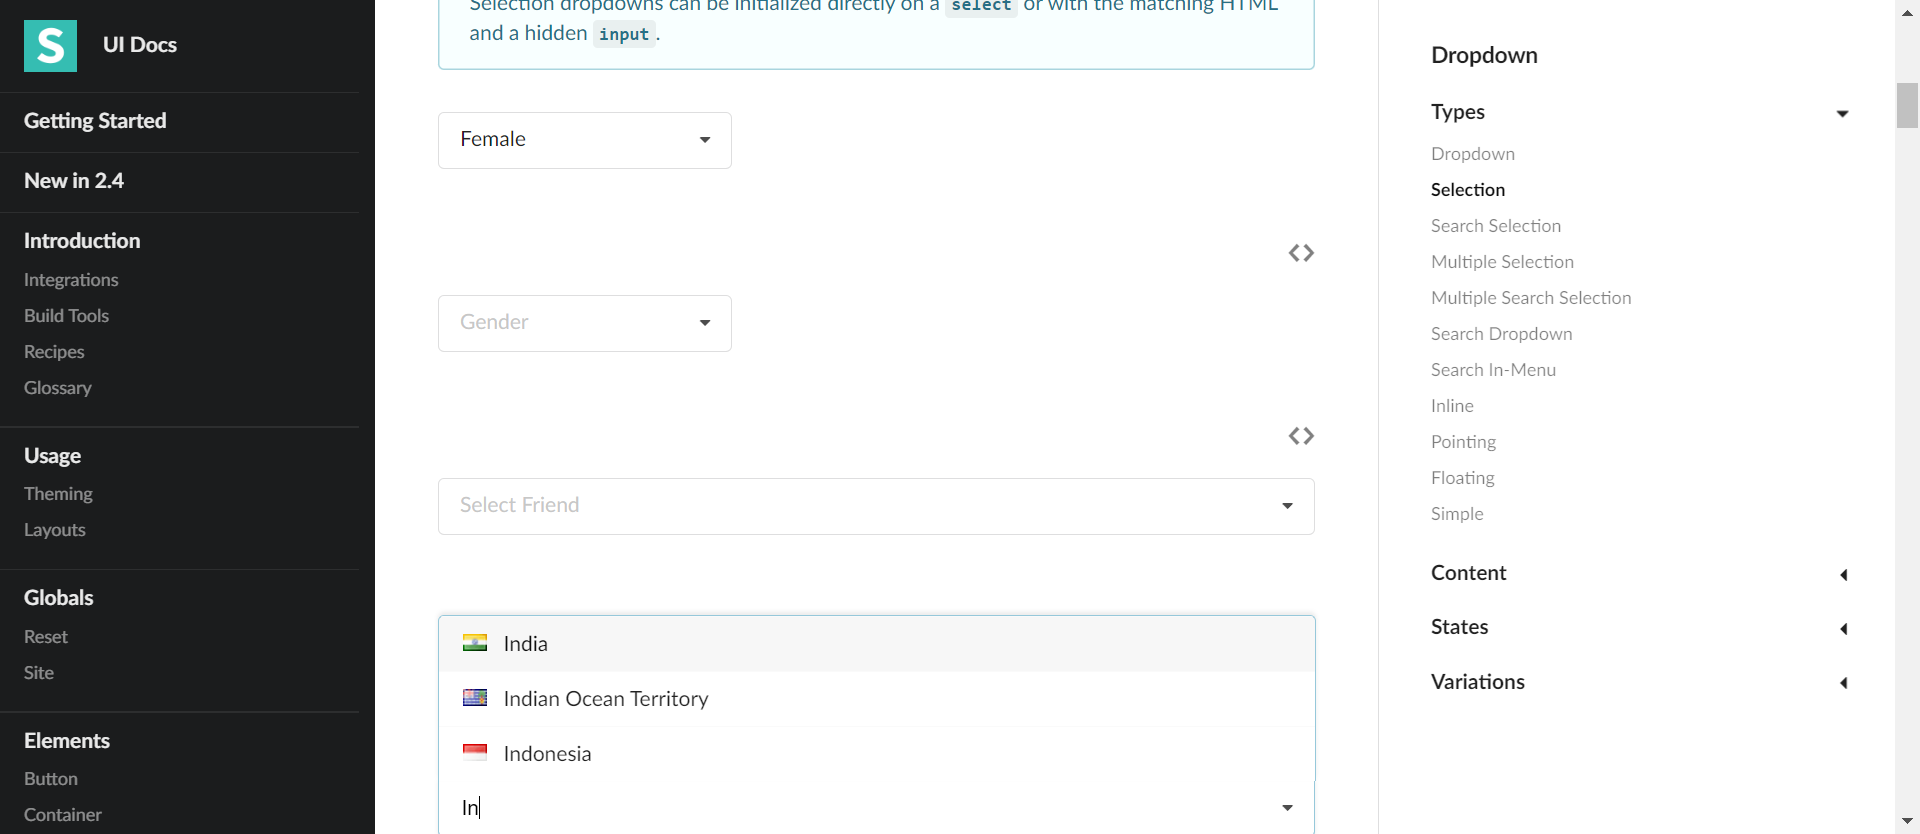 S
UI Docs
Getting Started
New in 2.4
Introduction
Integrations
Build Tools
Recipes
Glossary
Usage
Theming
Layouts
Globals
Reset
Site
Elements
Button
Container
Selection dropdowns can be initialized directly on a select or with the matching HTML
and a hidden input.
Female
Gender
Select Friend
India
Indian Ocean Territory
Indonesia
In
Dropdown
Types
Dropdown
Selection
Search Selection
Multiple Selection
Multiple Search Selection
Search Dropdown
Search In-Menu
Inline
Pointing
Floating
Simple
Content
States
Variations